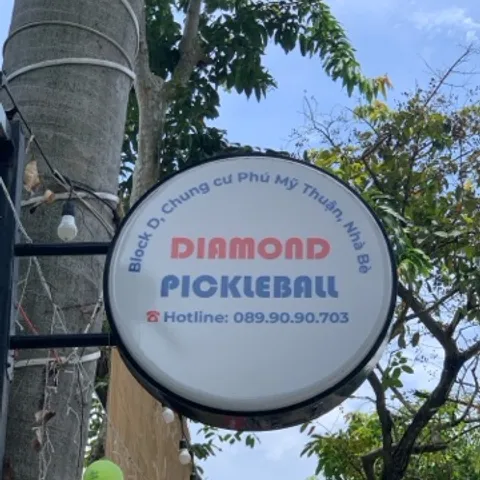 Block D, Chung cư Phú Mỹ Thuận, Nhà Bè
DIAMOND
PICKLEBALL
☎ Hotline: 089.90.90.703